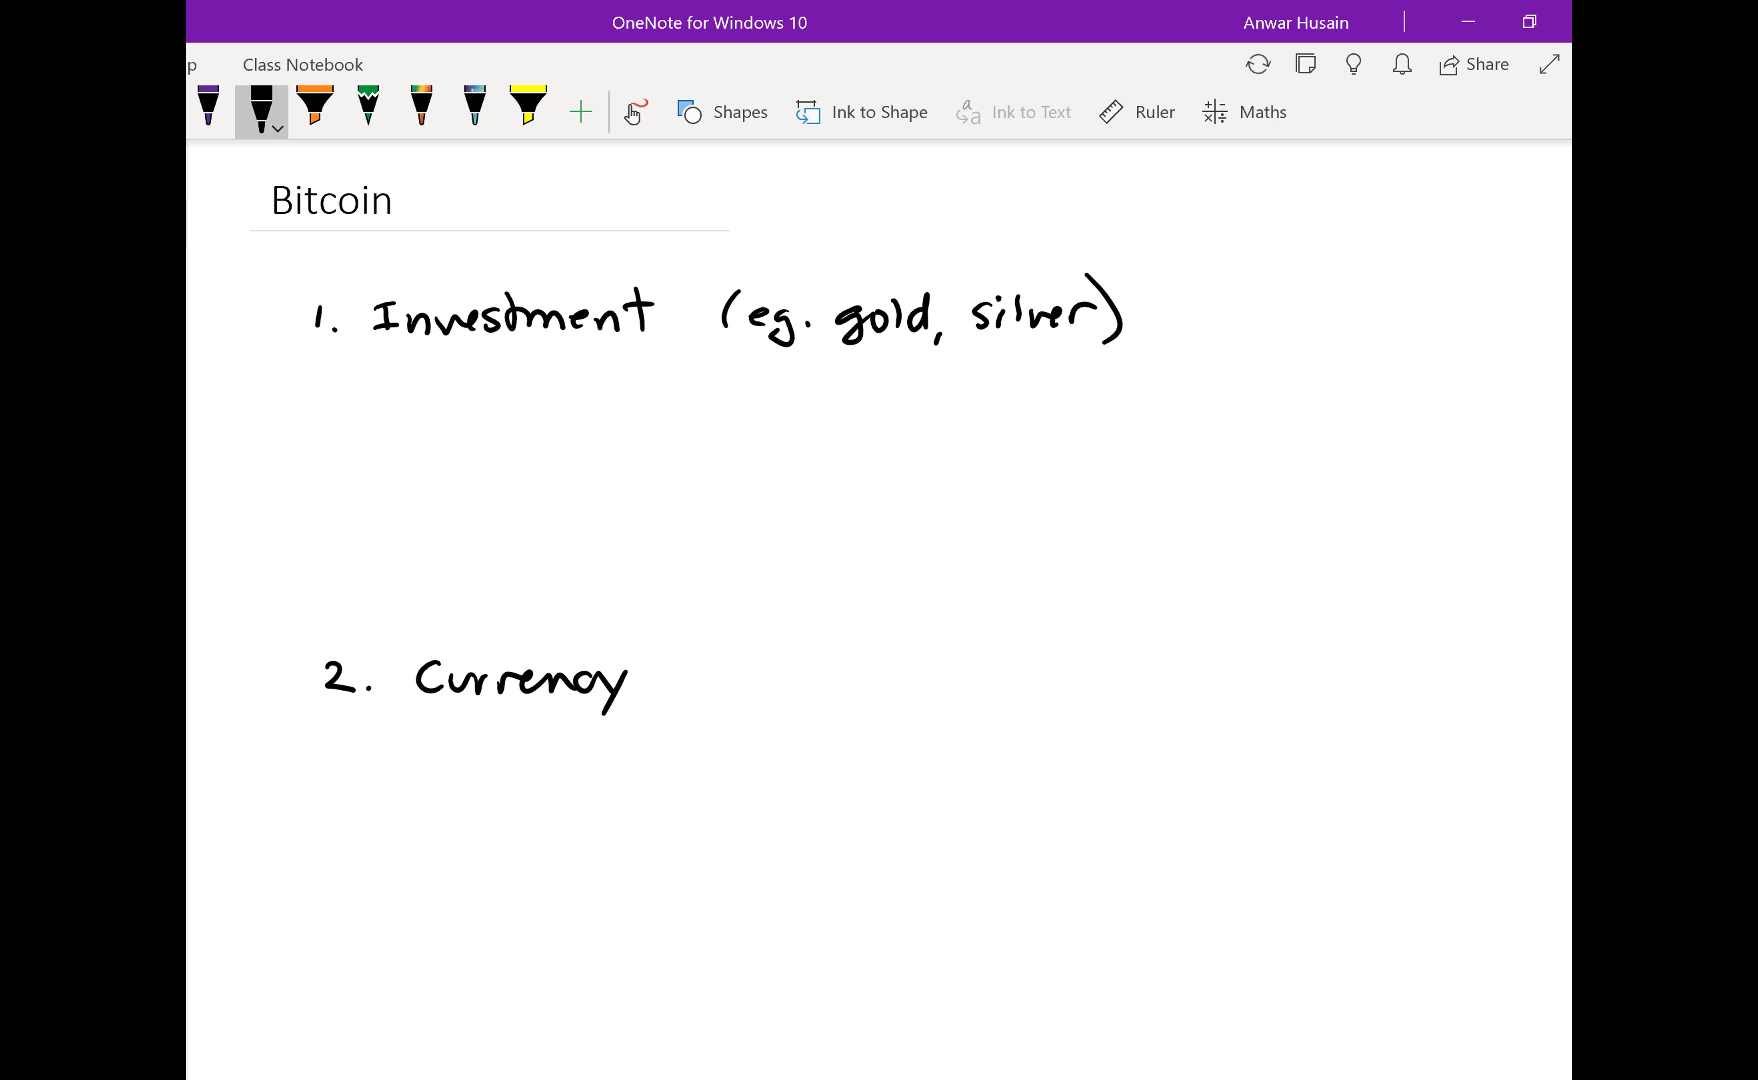 OneNote for Windows 10 Anwar Husain
p Class Notebook Share
Shapes Ink to Shape Ink to Text Ruler Maths
Bitcoin
1. Investment (eg. gold, silver)
2. Currency